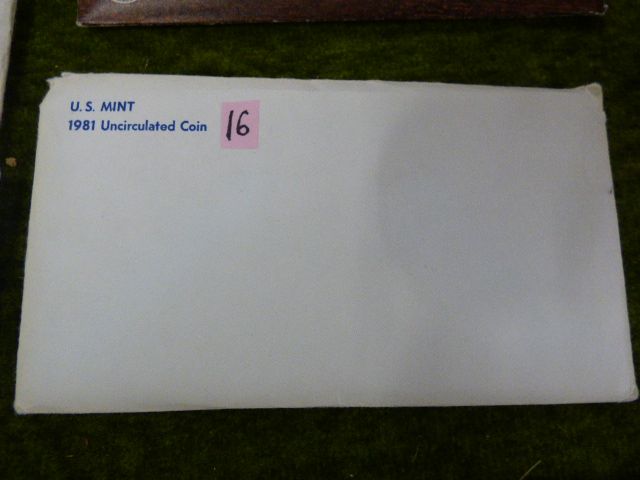 U.S. MINT
1981 Uncirculated Coin 16